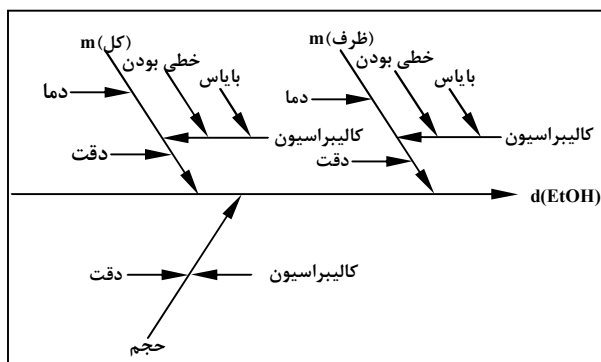 m(کل)
خطی بودن
بایاس
دما
کالیبراسیون
دقت
m(ظرف)
خطی بودن
بایاس
دما
کالیبراسیون
دقت
d(EtOH)
دقت
کالیبراسیون
حجم